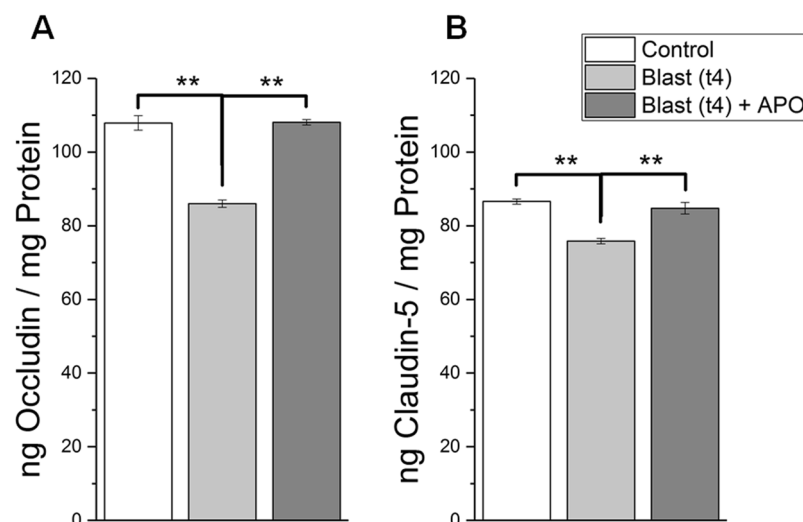 A
B
Control
Blast (t4)
Blast (t4) + APO
ng Occludin / mg Protein
120
100
80
60
40
20
0
**
**
ng Claudin-5 / mg Protein
120
100
80
60
40
20
0
**
**